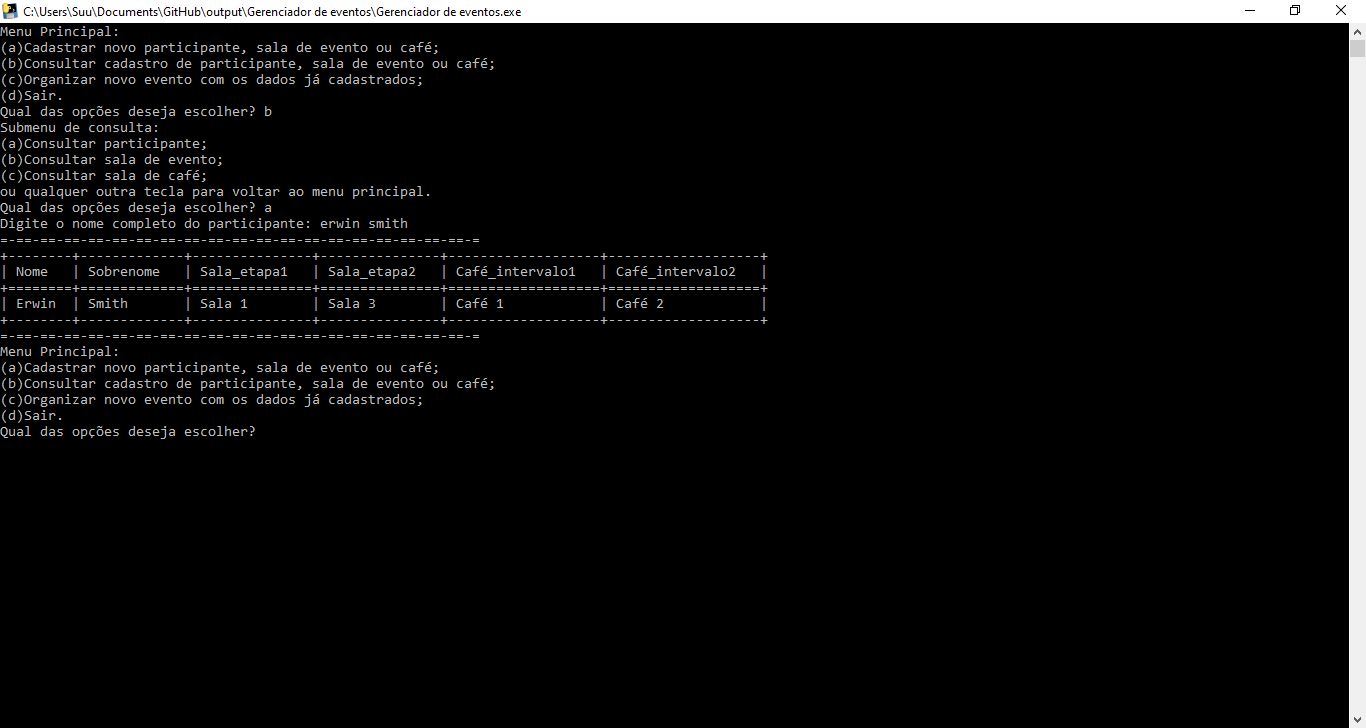 C:\Users\Suu\Documents\GitHub\output\Gerenciador de eventos\Gerenciador de eventos.exe
Menu Principal:
(a)Cadastrar novo participante, sala de evento ou café;
(b)Consultar cadastro de participante, sala de evento ou café;
(c)Organizar novo evento com os dados já cadastrados;
(d)Sair.
Qual das opções deseja escolher? b
Submenu de consulta:
(a)Consultar participante;
(b)Consultar sala de evento;
(c)Consultar sala de café;
ou qualquer outra tecla para voltar ao menu principal.
Qual das opções deseja escolher? a
Digite o nome completo do participante: erwin smith
=-==-==-==-==-==-==-==-==-==-==-==-==-==-==-==-==-==-==-==-=
+--------+-------------+---------------+---------------+-------------------+-------------------+
| Nome   | Sobrenome   | Sala_etapa1   | Sala_etapa2   | Café_intervalo1   | Café_intervalo2   |
+========+=============+===============+===============+===================+===================+
| Erwin  | Smith       | Sala 1        | Sala 3        | Café 1            | Café 2            |
+--------+-------------+---------------+---------------+-------------------+-------------------+
=-==-==-==-==-==-==-==-==-==-==-==-==-==-==-==-==-==-==-==-=
Menu Principal:
(a)Cadastrar novo participante, sala de evento ou café;
(b)Consultar cadastro de participante, sala de evento ou café;
(c)Organizar novo evento com os dados já cadastrados;
(d)Sair.
Qual das opções deseja escolher?